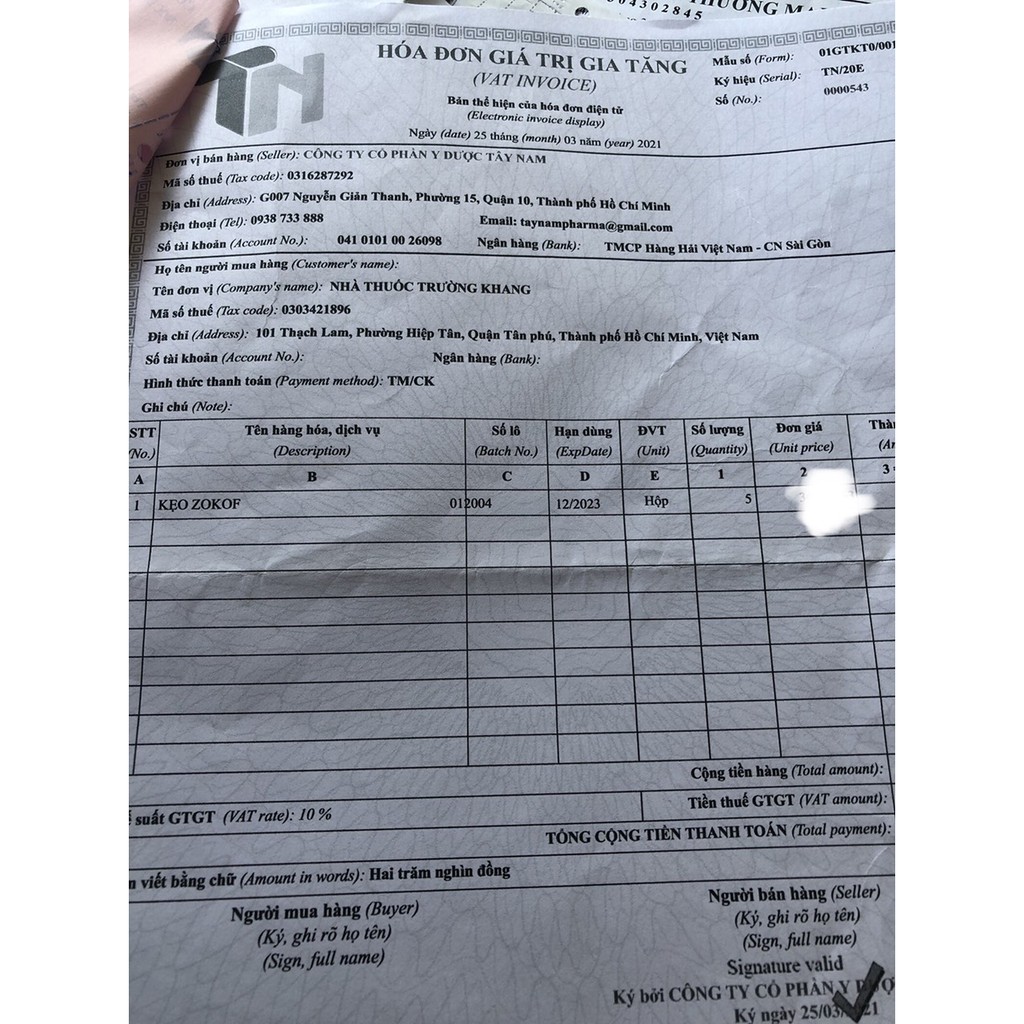 04302845
HÓA ĐƠN GIÁ TRỊ GIA TĂNG
(VAT INVOICE)
Bản thể hiện của hóa đơn điện tử
(Electronic invoice display)
Ngày (date) 25 tháng (month) 03 năm (year) 2021
Mẫu số (Form): 01GTKT0/001
Ký hiệu (Serial): TN/20E
Số (No.): 0000543
TN
Đơn vị bán hàng (Seller): CÔNG TY CỔ PHẦN Y DƯỢC TÂY NAM
Mã số thuế (Tax code): 0316287292
Địa chỉ (Address): G007 Nguyễn Giản Thanh, Phường 15, Quận 10, Thành phố Hồ Chí Minh
Điện thoại (Tel): 0938 733 888 Email: taynampharma@gmail.com
Số tài khoản (Account No.): 041 0101 00 26098 Ngân hàng (Bank): TMCP Hàng Hải Việt Nam - CN Sài Gòn
Họ tên người mua hàng (Customer's name):
Tên đơn vị (Company's name): NHÀ THUỐC TRƯỜNG KHANG
Mã số thuế (Tax code): 0303421896
Địa chỉ (Address): 101 Thạch Lam, Phường Hiệp Tân, Quận Tân phú, Thành phố Hồ Chí Minh, Việt Nam
Số tài khoản (Account No.): Ngân hàng (Bank):
Hình thức thanh toán (Payment method): TM/CK
Ghi chú (Note):
STT Tên hàng hóa, dịch vụ Số lô Hạn dùng ĐVT Số lượng Đơn giá
(No.) (Description) (Batch No.) (ExpDate) (Unit) (Quantity) (Unit price)
A B C D E 1 2 3
1 KẸO ZOKOF 012004 12/2023 Hộp 5
Cộng tiền hàng (Total amount):
suất GTGT (VAT rate): 10 % Tiền thuế GTGT (VAT amount):
TỔNG CỘNG TIỀN THANH TOÁN (Total payment):
viết bằng chữ (Amount in words): Hai trăm nghìn đồng
Người mua hàng (Buyer)
(Ký, ghi rõ họ tên)
(Sign, full name)
Người bán hàng (Seller)
(Ký, ghi rõ họ tên)
(Sign, full name)
Signature valid
Ký bởi CÔNG TY CỔ PHẦN Y
Ký ngày 25/03